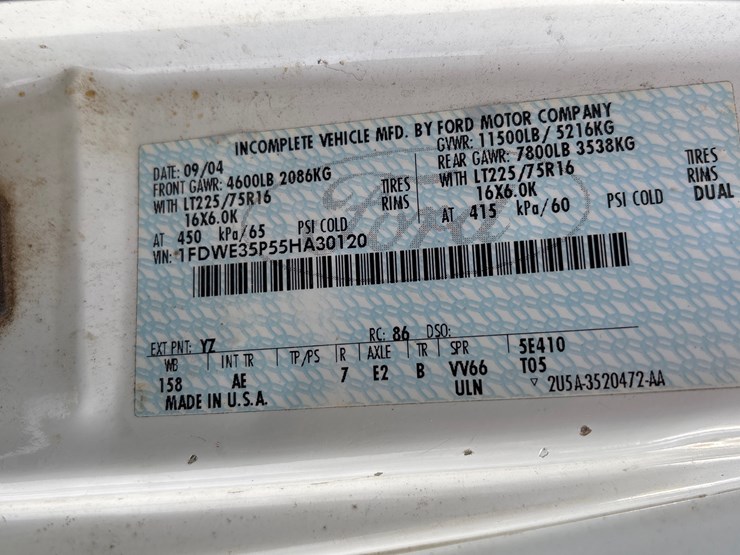 INCOMPLETE VEHICLE MFD. BY FORD MOTOR COMPANY
DATE: 09/04 GVWR: 11500LB / 5216KG
FRONT GAWR: 4600LB 2086KG REAR GAWR: 7800LB 3538KG
WITH LT225/75R16 TIRES WITH LT225/75R16 TIRES
16X6.0K RIMS 16X6.0K RIMS
AT 450 kPa/65 PSI COLD AT 415 kPa/60 PSI COLD DUAL
VIN: 1FDWE35P55HA30120
Ford
EXT PNT: YZ RC: 86 DSO:
WB INT TR TP/PS R AXLE TR SPR 5E410
158 AE 7 E2 B VV66 T05
MADE IN U.S.A. ULN ▽ 2U5A-3520472-AA